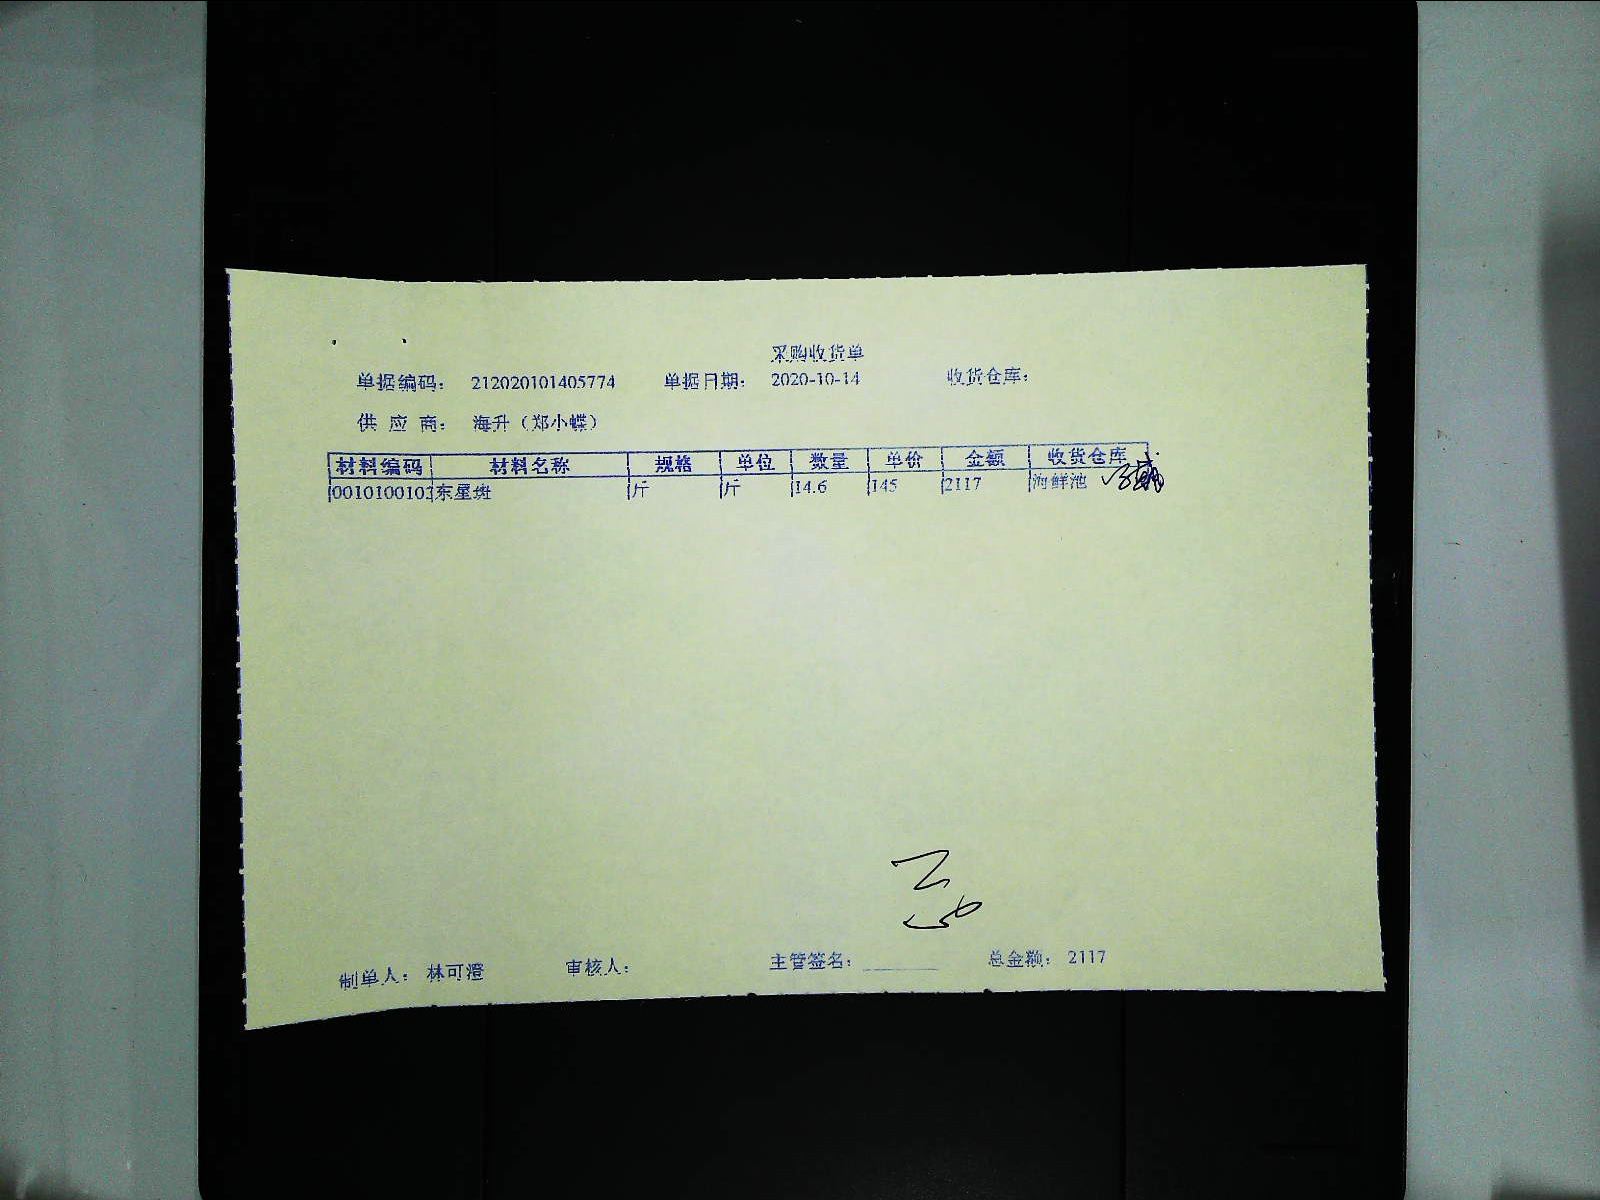 采购收货单
单据编码： 212020101405774 单据日期： 2020-10-14 收货仓库：
供 应 商： 海升（郑小蝶）
材料编码 材料名称 规格 单位 数量 单价 金额 收货仓库
0010100103 东星斑 斤 斤 14.6 145 2117 海鲜池
制单人： 林可澄 审核人： 主管签名： 总金额： 2117